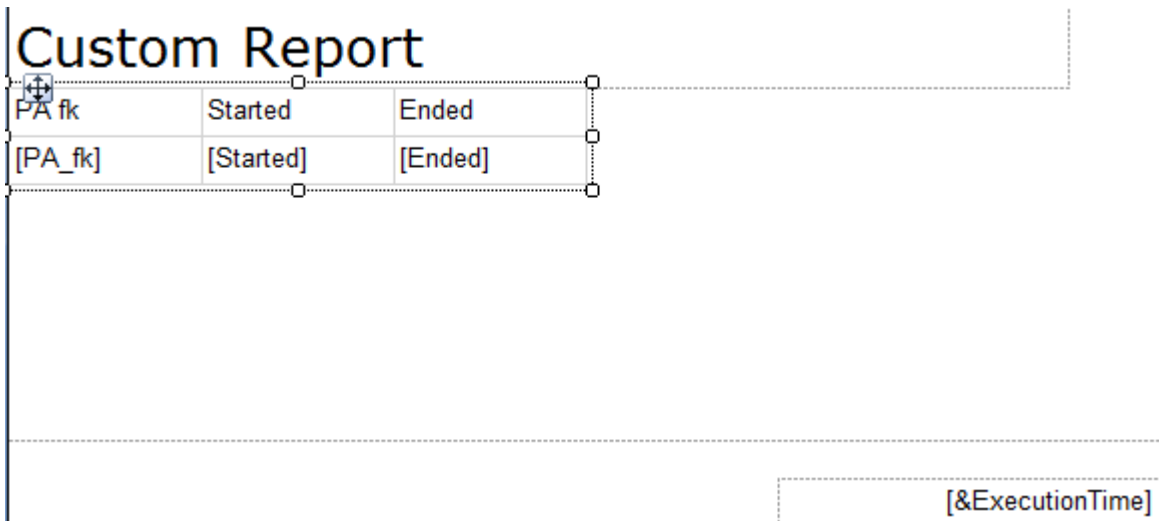 Custom Report
PA fk Started Ended
[PA_fk] [Started] [Ended]
[&ExecutionTime]